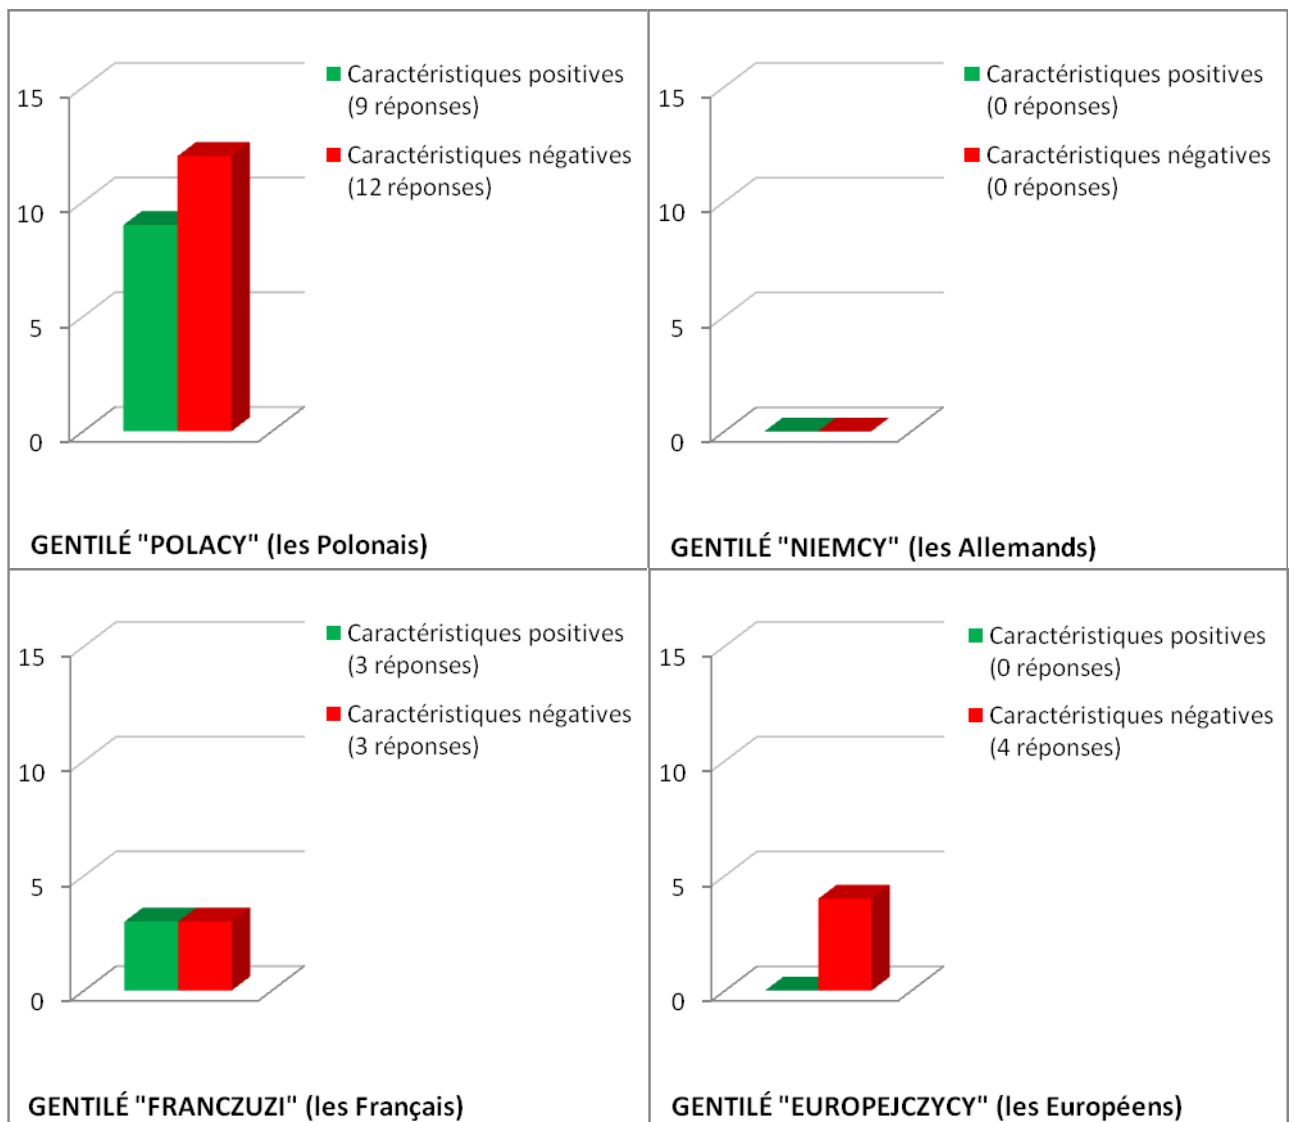 15
10
5
0
Caractéristiques positives
(9 réponses)
Caractéristiques négatives
(12 réponses)
GENTILÉ "POLACY" (les Polonais)
15
10
5
0
Caractéristiques positives
(0 réponses)
Caractéristiques négatives
(0 réponses)
GENTILÉ "NIEMCY" (les Allemands)
15
10
5
0
Caractéristiques positives
(3 réponses)
Caractéristiques négatives
(3 réponses)
GENTILÉ "FRANCZUZI" (les Français)
15
10
5
0
Caractéristiques positives
(0 réponses)
Caractéristiques négatives
(4 réponses)
GENTILÉ "EUROPEJCZYCY" (les Européens)